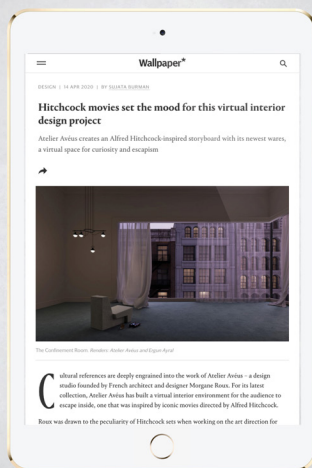 Wallpaper*
DESIGN | 14 APR 2020 | BY SUJATA BURMAN
Hitchcock movies set the mood for this virtual interior
design project
Atelier Avéus creates an Alfred Hitchcock-inspired storyboard with its newest wares,
a virtual space for curiosity and escapism
The Confinement Room. Renders: Atelier Avéus and Ergun Aysal
Cultural references are deeply engrained into the work of Atelier Avéus – a design
studio founded by French architect and designer Morgane Roux. For its latest
collection, Atelier Avéus has built a virtual interior environment for the audience to
escape inside, one that was inspired by iconic movies directed by Alfred Hitchcock.
Roux was drawn to the peculiarity of Hitchcock sets when working on the art direction for